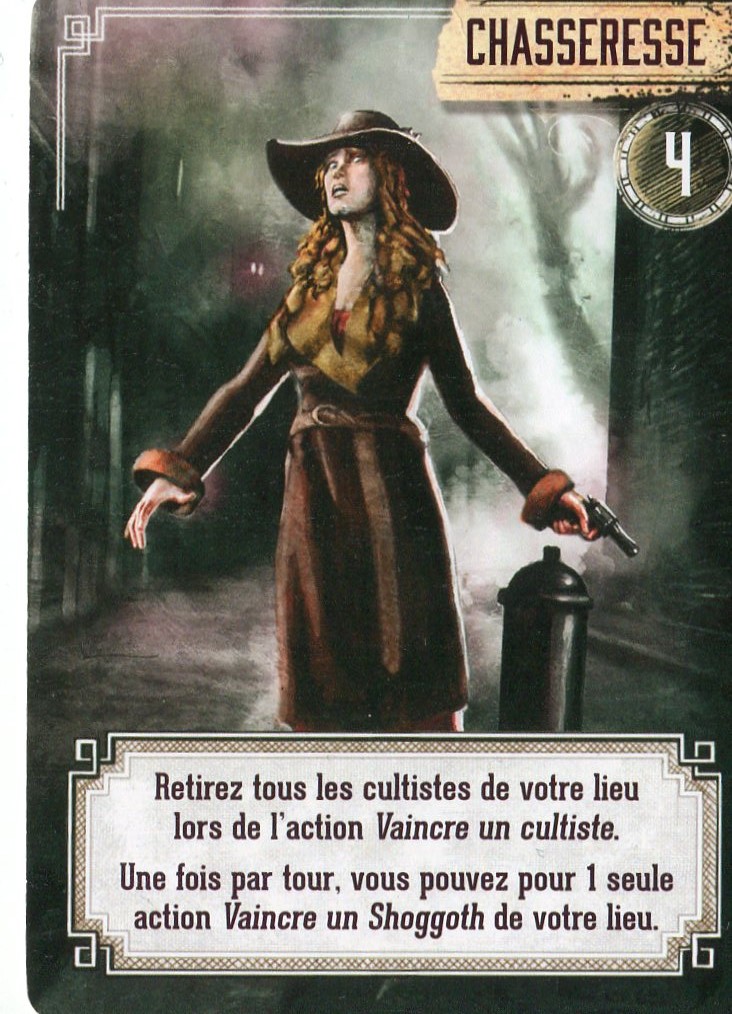 CHASSERESSE
4
Retirez tous les cultistes de votre lieu
lors de l'action Vaincre un cultiste.
Une fois par tour, vous pouvez pour 1 seule
action Vaincre un Shoggoth de votre lieu.